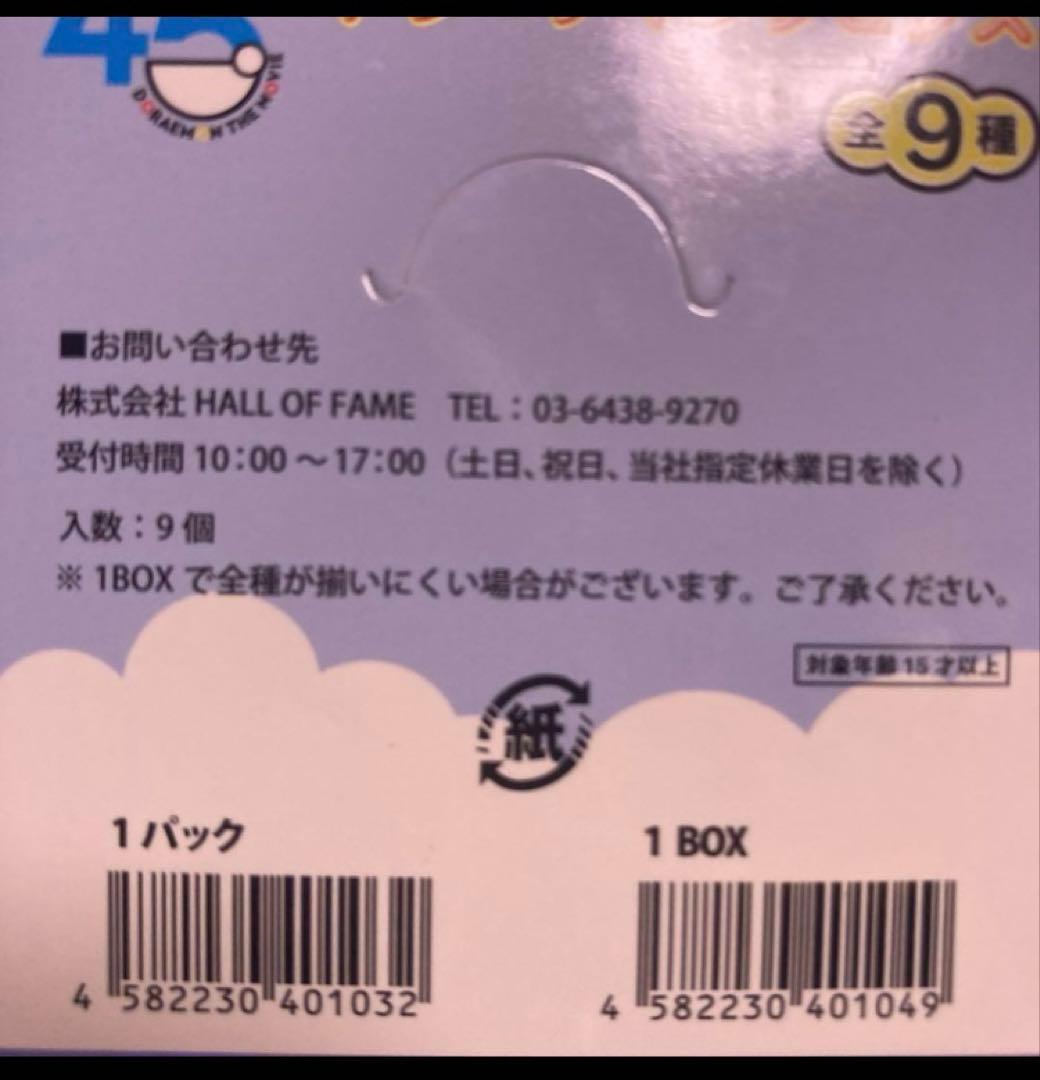 45
DORAEMON THE MOVIE
全9種
■お問い合わせ先
株式会社 HALL OF FAME TEL：03-6438-9270
受付時間 10：00 ～17：00（土日、祝日、当社指定休業日を除く）
入数：9 個
※ 1BOX で全種が揃いにくい場合がございます。ご了承ください。
対象年齢 15 才以上
紙
1 パック
1 BOX
4 582230 401032
4 582230 401049